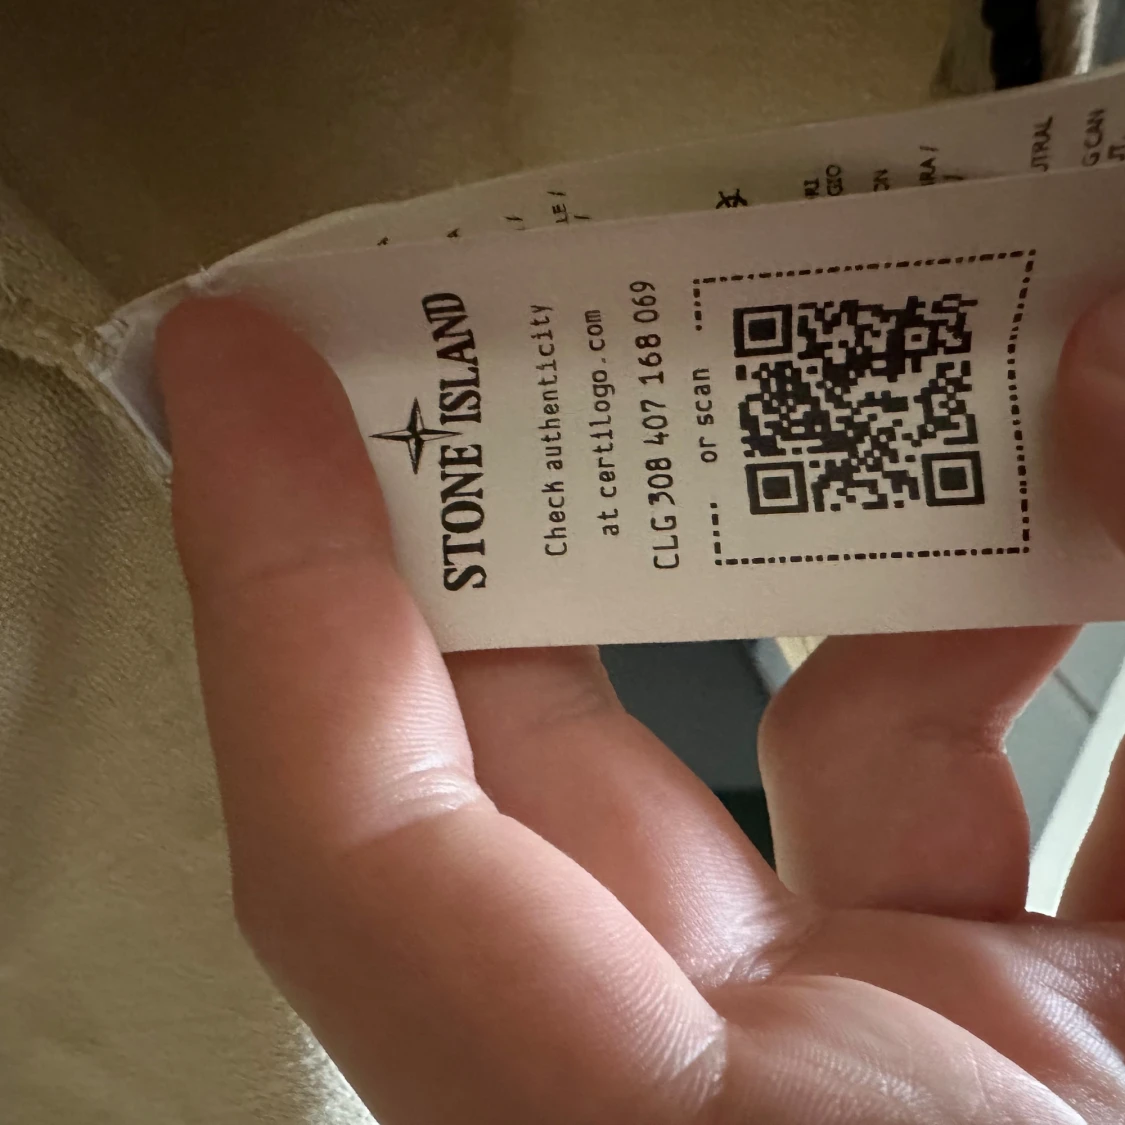 STONE ISLAND
Check authenticity
at certilogo.com
CLG 308 407 168 069
or scan